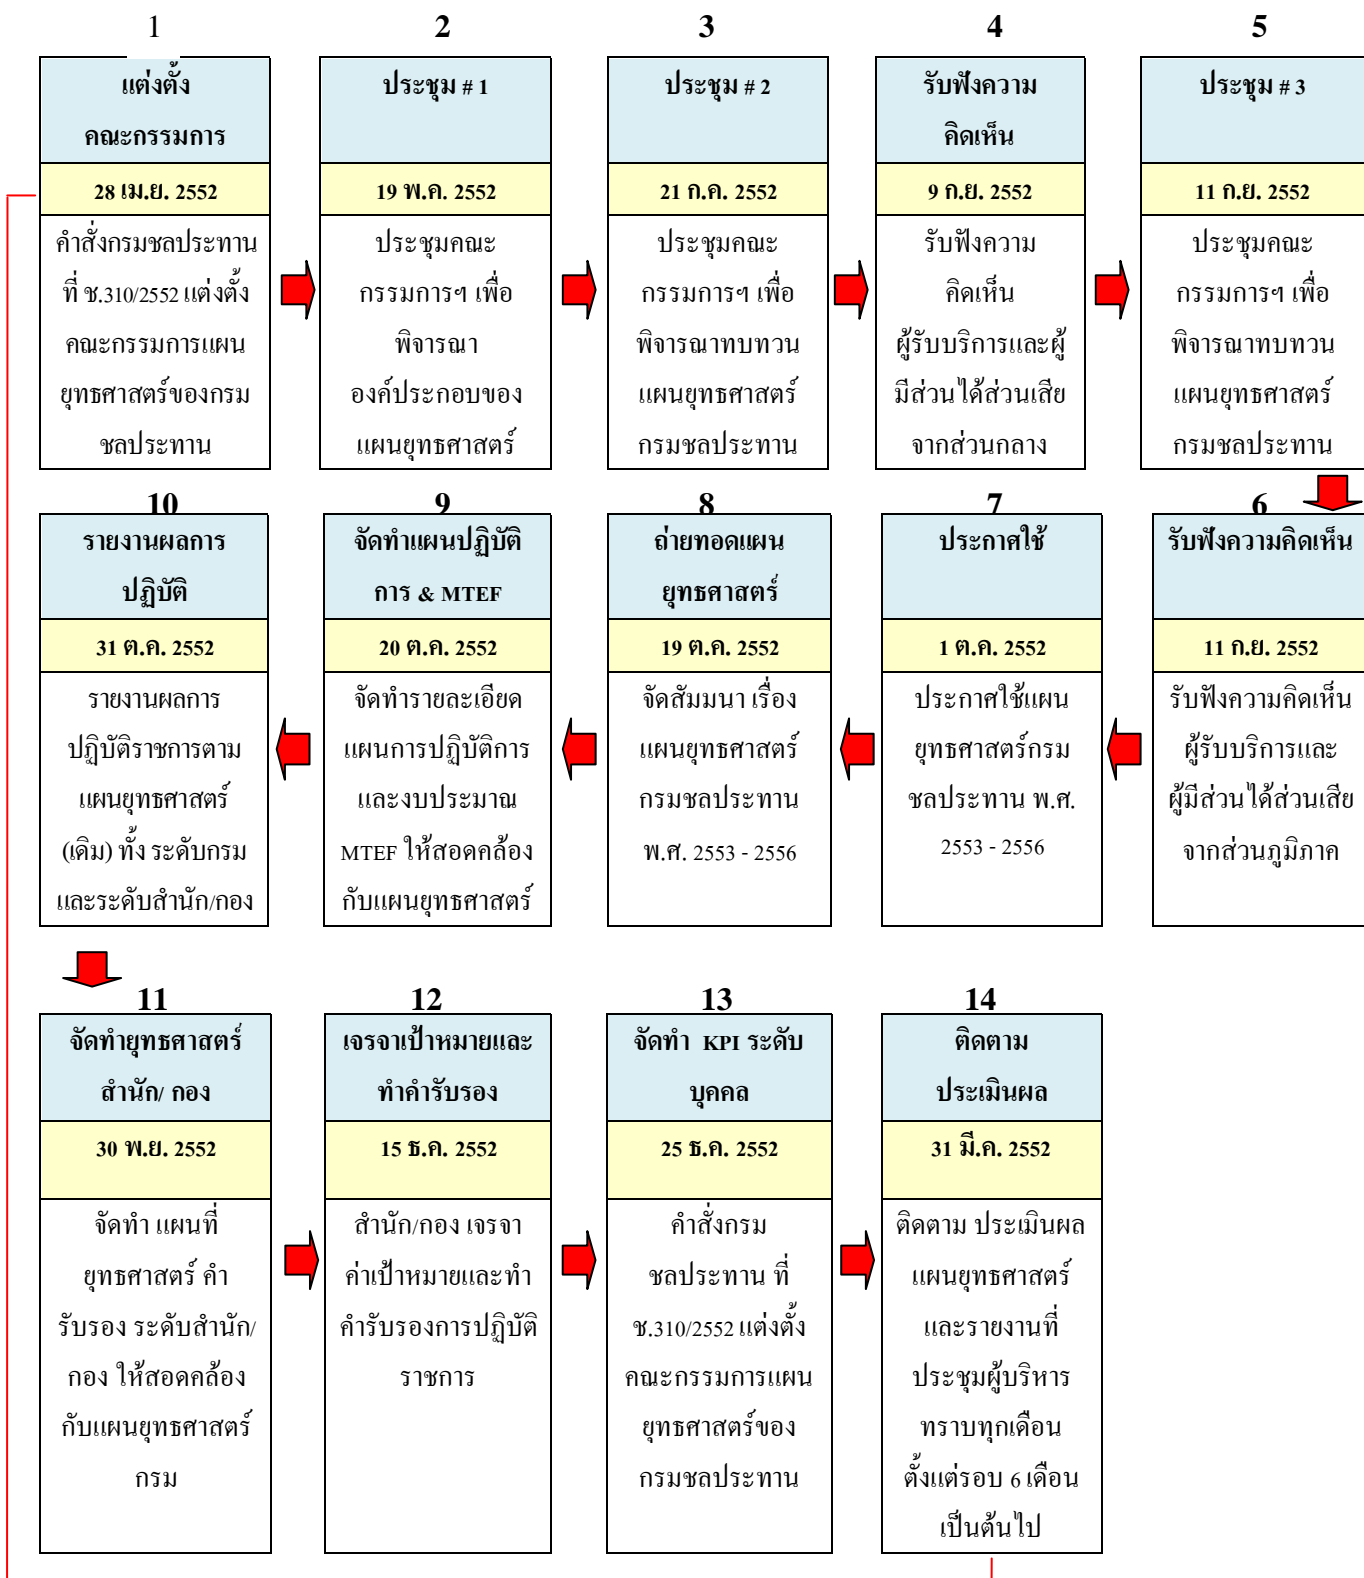 1
แต่งตั้ง
คณะกรรมการ
28 เม.ย. 2552
คำสั่งกรมชลประทาน
ที่ ช.310/2552 แต่งตั้ง
คณะกรรมการแผน
ยุทธศาสตร์ของกรม
ชลประทาน
2
ประชุม # 1
19 พ.ค. 2552
ประชุมคณะ
กรรมการฯ เพื่อ
พิจารณา
องค์ประกอบของ
แผนยุทธศาสตร์
3
ประชุม # 2
21 ก.ค. 2552
ประชุมคณะ
กรรมการฯ เพื่อ
พิจารณาทบทวน
แผนยุทธศาสตร์
กรมชลประทาน
4
รับฟังความ
คิดเห็น
9 ก.ย. 2552
รับฟังความ
คิดเห็น
ผู้รับบริการและผู้
มีส่วนได้ส่วนเสีย
จากส่วนกลาง
5
ประชุม # 3
11 ก.ย. 2552
ประชุมคณะ
กรรมการฯ เพื่อ
พิจารณาทบทวน
แผนยุทธศาสตร์
กรมชลประทาน
6
รับฟังความคิดเห็น
11 ก.ย. 2552
รับฟังความคิดเห็น
ผู้รับบริการและ
ผู้มีส่วนได้ส่วนเสีย
จากส่วนภูมิภาค
7
ประกาศใช้
1 ต.ค. 2552
ประกาศใช้แผน
ยุทธศาสตร์กรม
ชลประทาน พ.ศ.
2553 - 2556
8
ถ่ายทอดแผน
ยุทธศาสตร์
19 ต.ค. 2552
จัดสัมมนา เรื่อง
แผนยุทธศาสตร์
กรมชลประทาน
พ.ศ. 2553 - 2556
9
จัดทำแผนปฏิบัติ
การ & MTEF
20 ต.ค. 2552
จัดทำรายละเอียด
แผนการปฏิบัติการ
และงบประมาณ
MTEF ให้สอดคล้อง
กับแผนยุทธศาสตร์
10
รายงานผลการ
ปฏิบัติ
31 ต.ค. 2552
รายงานผลการ
ปฏิบัติราชการตาม
แผนยุทธศาสตร์
(เดิม) ทั้ง ระดับกรม
และระดับสำนัก/กอง
11
จัดทำยุทธศาสตร์
สำนัก/ กอง
30 พ.ย. 2552
จัดทำ แผนที่
ยุทธศาสตร์ คำ
รับรอง ระดับสำนัก/
กอง ให้สอดคล้อง
กับแผนยุทธศาสตร์
กรม
12
เจรจาเป้าหมายและ
ทำคำรับรอง
15 ธ.ค. 2552
สำนัก/กอง เจรจา
ค่าเป้าหมายและทำ
คำรับรองการปฏิบัติ
ราชการ
13
จัดทำ KPI ระดับ
บุคคล
25 ธ.ค. 2552
คำสั่งกรม
ชลประทาน ที่
ช.310/2552 แต่งตั้ง
คณะกรรมการแผน
ยุทธศาสตร์ของ
กรมชลประทาน
14
ติดตาม
ประเมินผล
31 มี.ค. 2552
ติดตาม ประเมินผล
แผนยุทธศาสตร์
และรายงานที่
ประชุมผู้บริหาร
ทราบทุกเดือน
ตั้งแต่รอบ 6 เดือน
เป็นต้นไป